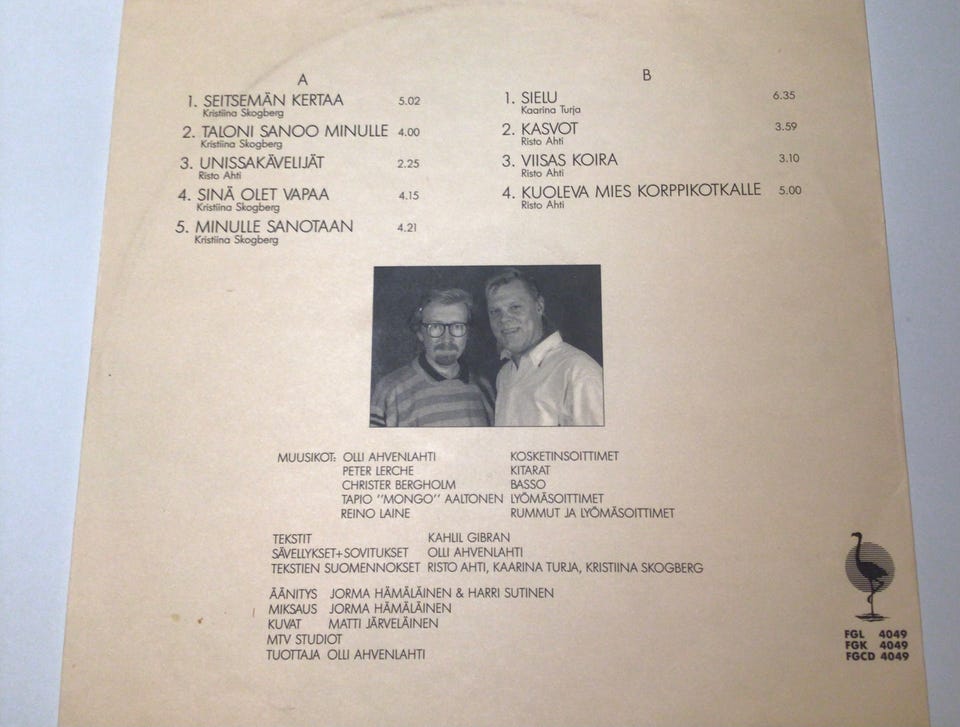 A
1. SEITSEMÄN KERTAA 5.02
Kristiina Skogberg
2. TALONI SANOO MINULLE 4.00
Kristiina Skogberg
3. UNISSAKÄVELIJÄT 2.25
Risto Ahti
4. SINÄ OLET VAPAA 4.15
Kristiina Skogberg
5. MINULLE SANOTAAN 4.21
Kristiina Skogberg
B
1. SIELU 6.35
Kaarina Turja
2. KASVOT 3.59
Risto Ahti
3. VIISAS KOIRA 3.10
Risto Ahti
4. KUOLEVA MIES KORPPIKOTKALLE 5.00
Risto Ahti
MUUSIKOT: OLLI AHVENLAHTI KOSKETINSOITTIMET
PETER LERCHE KITARAT
CHRISTER BERGHOLM BASSO
TAPIO "MONGO" AALTONEN LYÖMÄSOITTIMET
REINO LAINE RUMMUT JA LYÖMÄSOITTIMET
TEKSTIT KAHLIL GIBRAN
SÄVELLYKSET+SOVITUKSET OLLI AHVENLAHTI
TEKSTIEN SUOMENNOKSET RISTO AHTI, KAARINA TURJA, KRISTIINA SKOGBERG
ÄÄNITYS JORMA HÄMÄLÄINEN & HARRI SUTINEN
MIKSAUS JORMA HÄMÄLÄINEN
KUVAT MATTI JÄRVELÄINEN
MTV STUDIOT
TUOTTAJA OLLI AHVENLAHTI
FGL 4049
FGK 4049
FGCD 4049